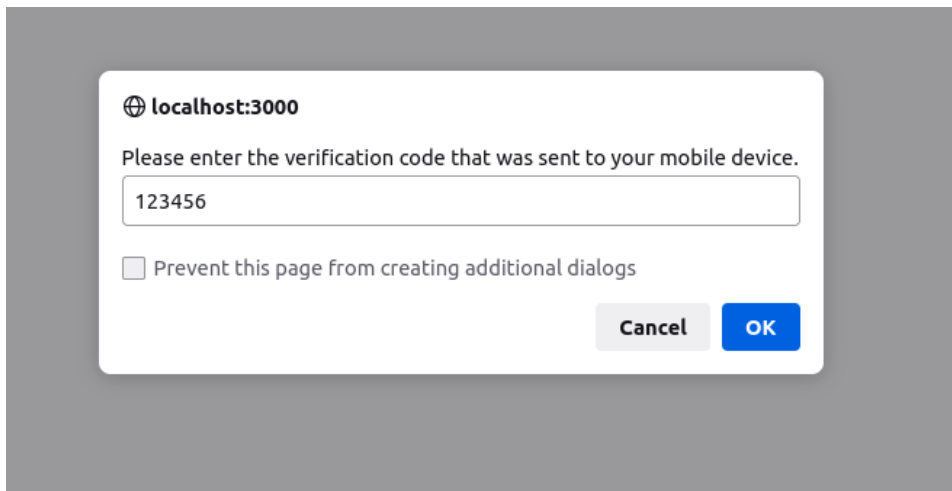 localhost:3000
Please enter the verification code that was sent to your mobile device.
123456
Prevent this page from creating additional dialogs
Cancel OK